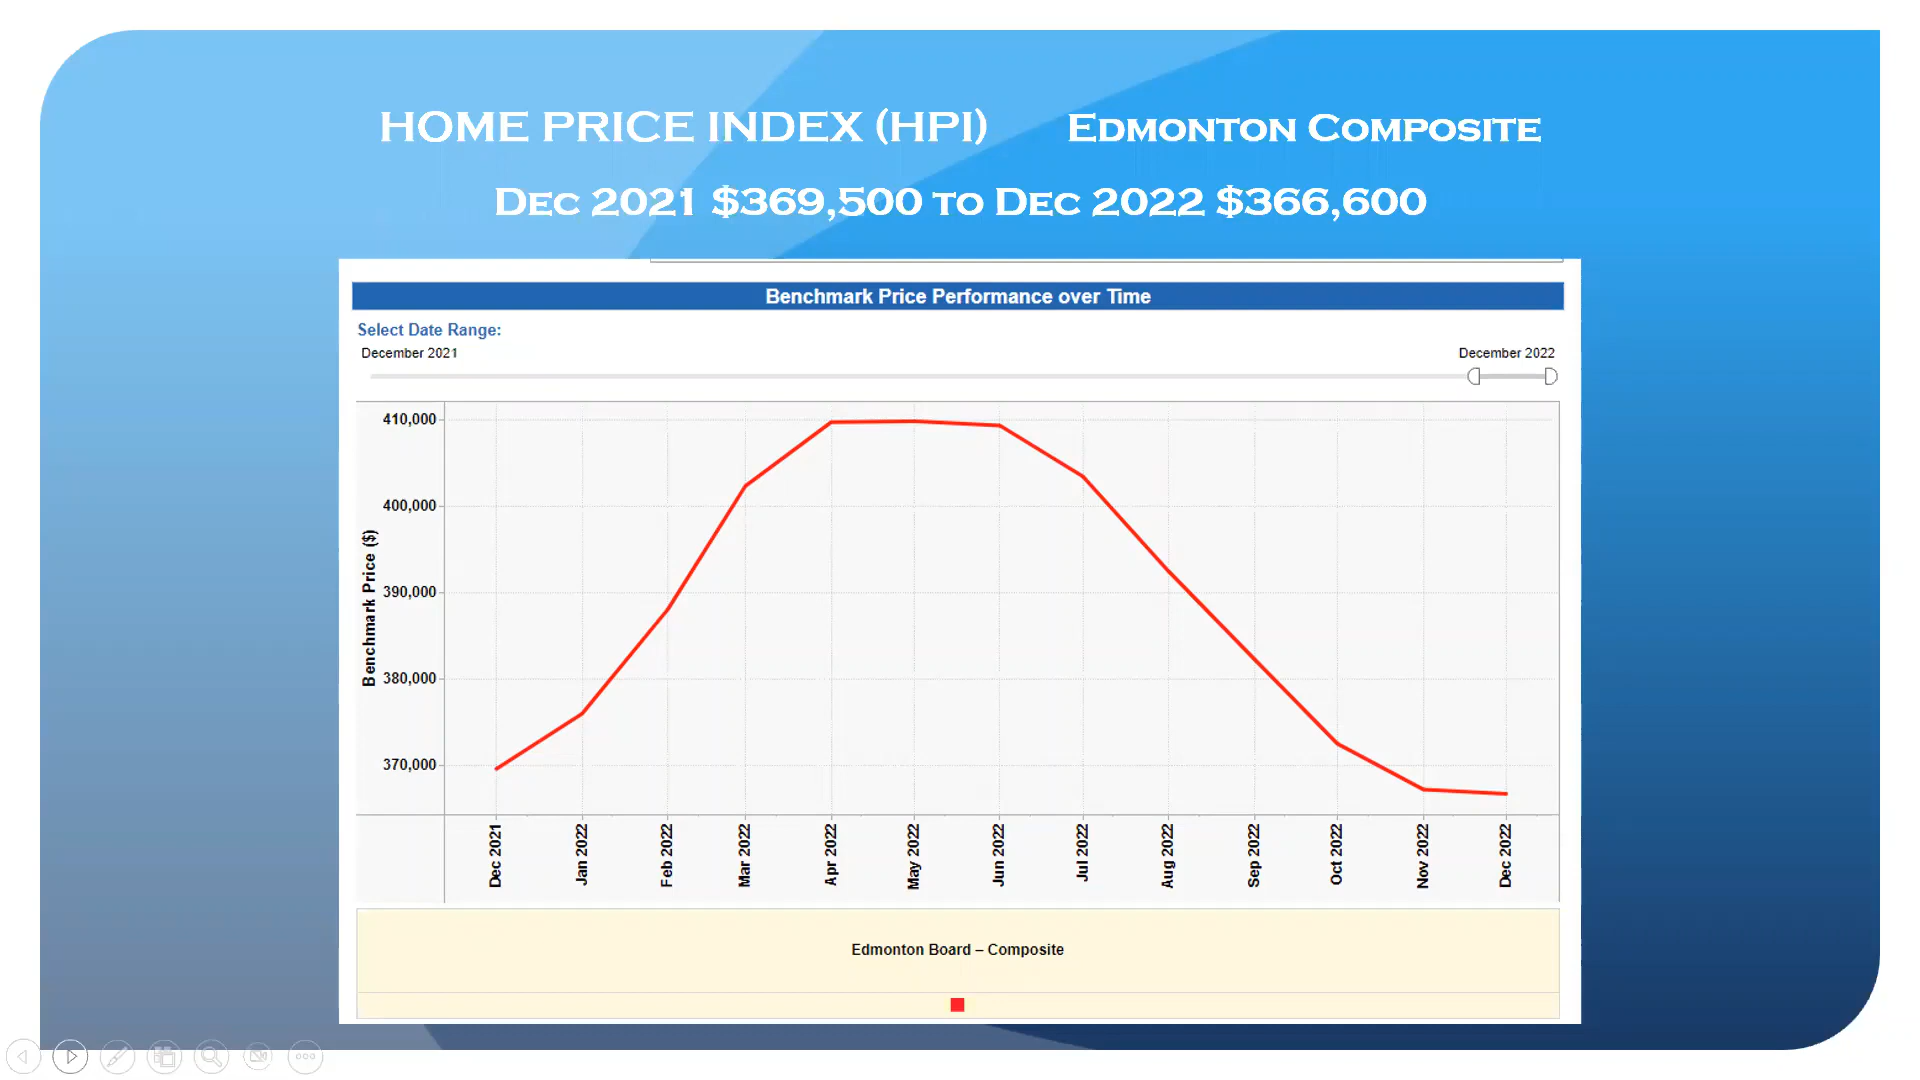 HOME PRICE INDEX (HPI) EDMONTON COMPOSITE
DEC 2021 $369,500 TO DEC 2022 $366,600
Benchmark Price Performance over Time
Select Date Range:
December 2021 December 2022
Benchmark Price ($)
410,000
400,000
390,000
380,000
370,000
Dec 2021
Jan 2022
Feb 2022
Mar 2022
Apr 2022
May 2022
Jun 2022
Jul 2022
Aug 2022
Sep 2022
Oct 2022
Nov 2022
Dec 2022
Edmonton Board – Composite